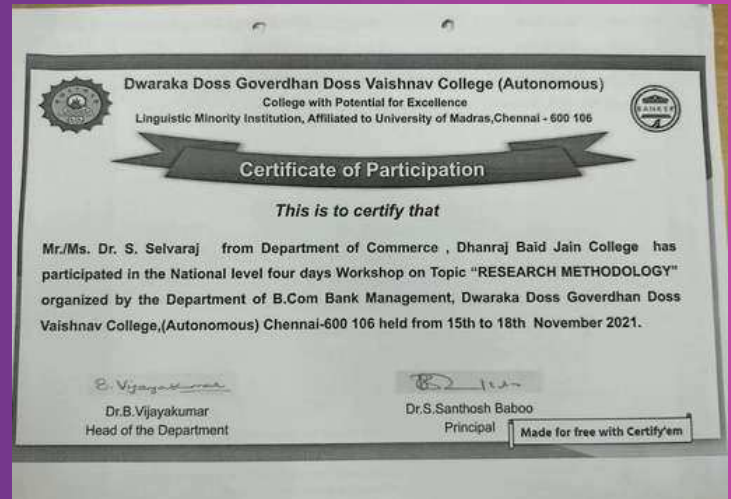 Dwaraka Doss Goverdhan Doss Vaishnav College (Autonomous)
College with Potential for Excellence
Linguistic Minority Institution, Affiliated to University of Madras,Chennai - 600 106
Certificate of Participation
This is to certify that
Mr./Ms. Dr. S. Selvaraj from Department of Commerce , Dhanraj Baid Jain College has
participated in the National level four days Workshop on Topic “RESEARCH METHODOLOGY”
organized by the Department of B.Com Bank Management, Dwaraka Doss Goverdhan Doss
Vaishnav College,(Autonomous) Chennai-600 106 held from 15th to 18th November 2021.
B. Vijayakumar
Dr.B.Vijayakumar
Head of the Department
Dr.S.Santhosh Baboo
Principal
Made for free with Certify'em